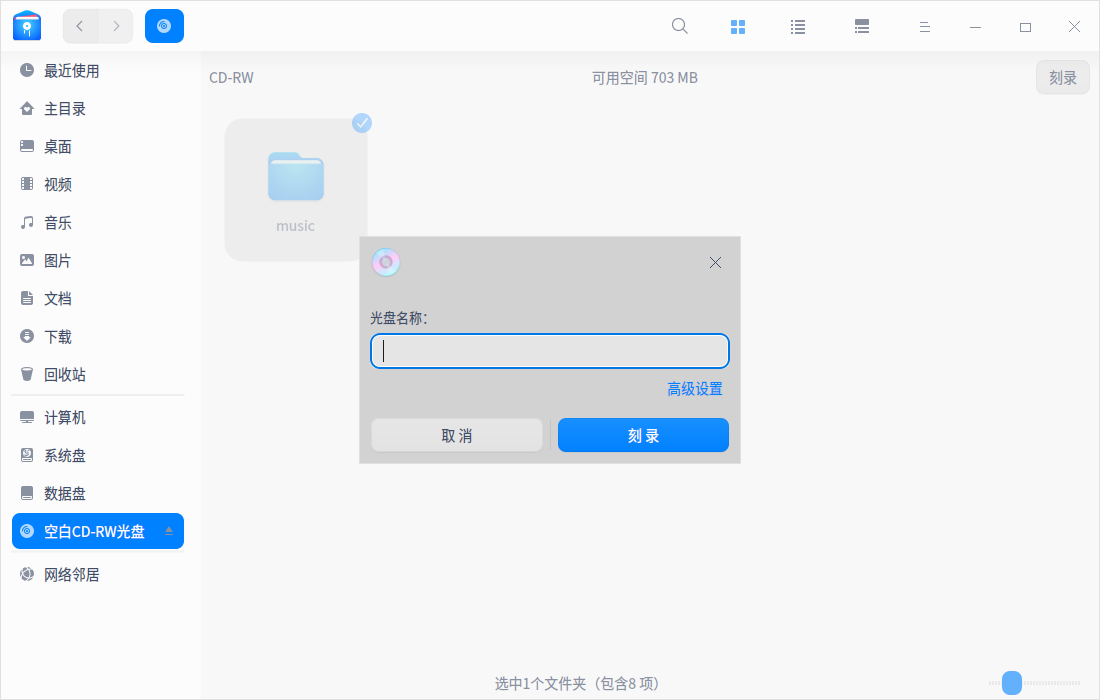 最近使用
主目录
桌面
视频
音乐
图片
文档
下载
回收站
计算机
系统盘
数据盘
空白CD-RW光盘
网络邻居
CD-RW
可用空间 703 MB
刻录
music
光盘名称：
高级设置
取 消
刻 录
选中1个文件夹（包含8 项）